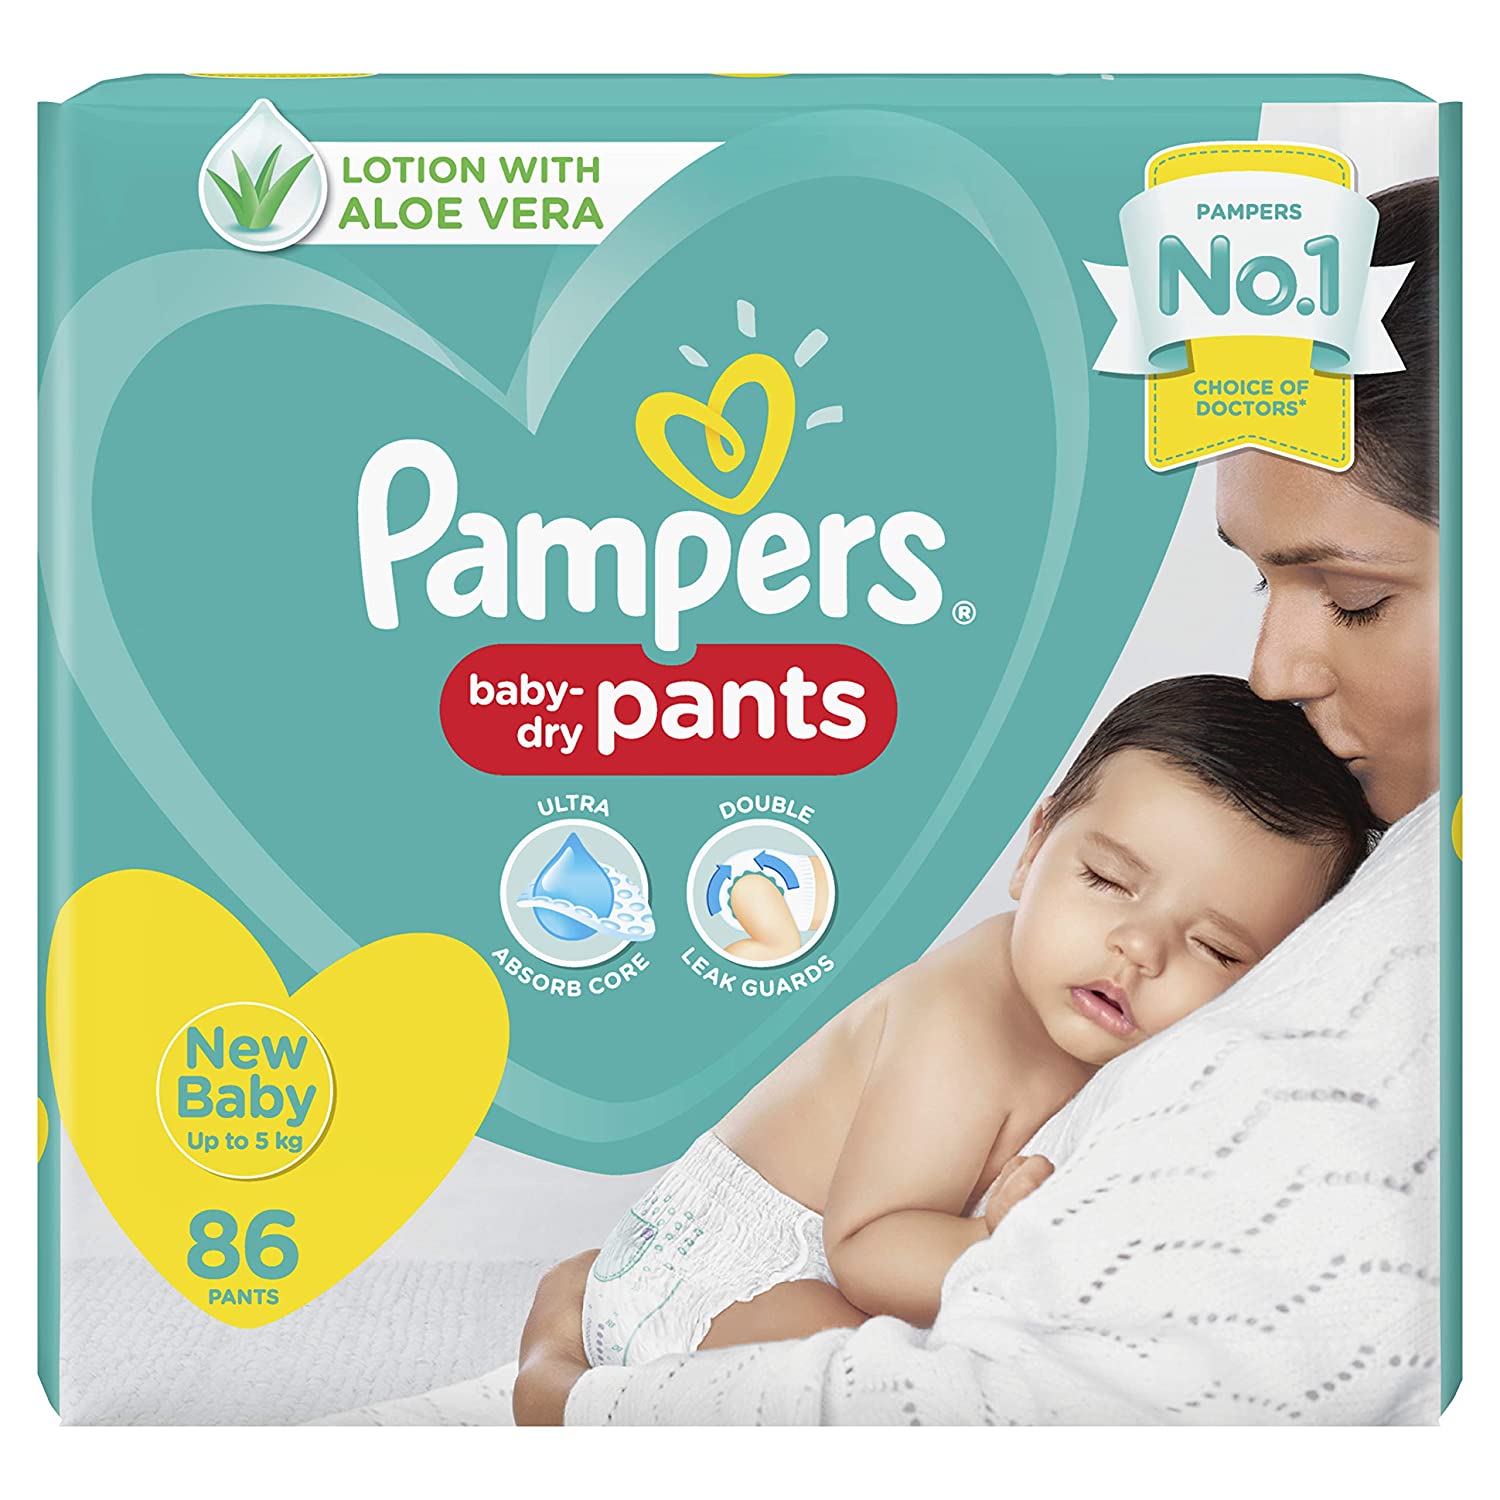 LOTION WITH
ALOE VERA
PAMPERS
No.1
CHOICE OF
DOCTORS*
Pampers®
baby-
dry pants
ULTRA
ABSORB CORE
DOUBLE
LEAK GUARDS
New
Baby
Up to 5 kg
86
PANTS